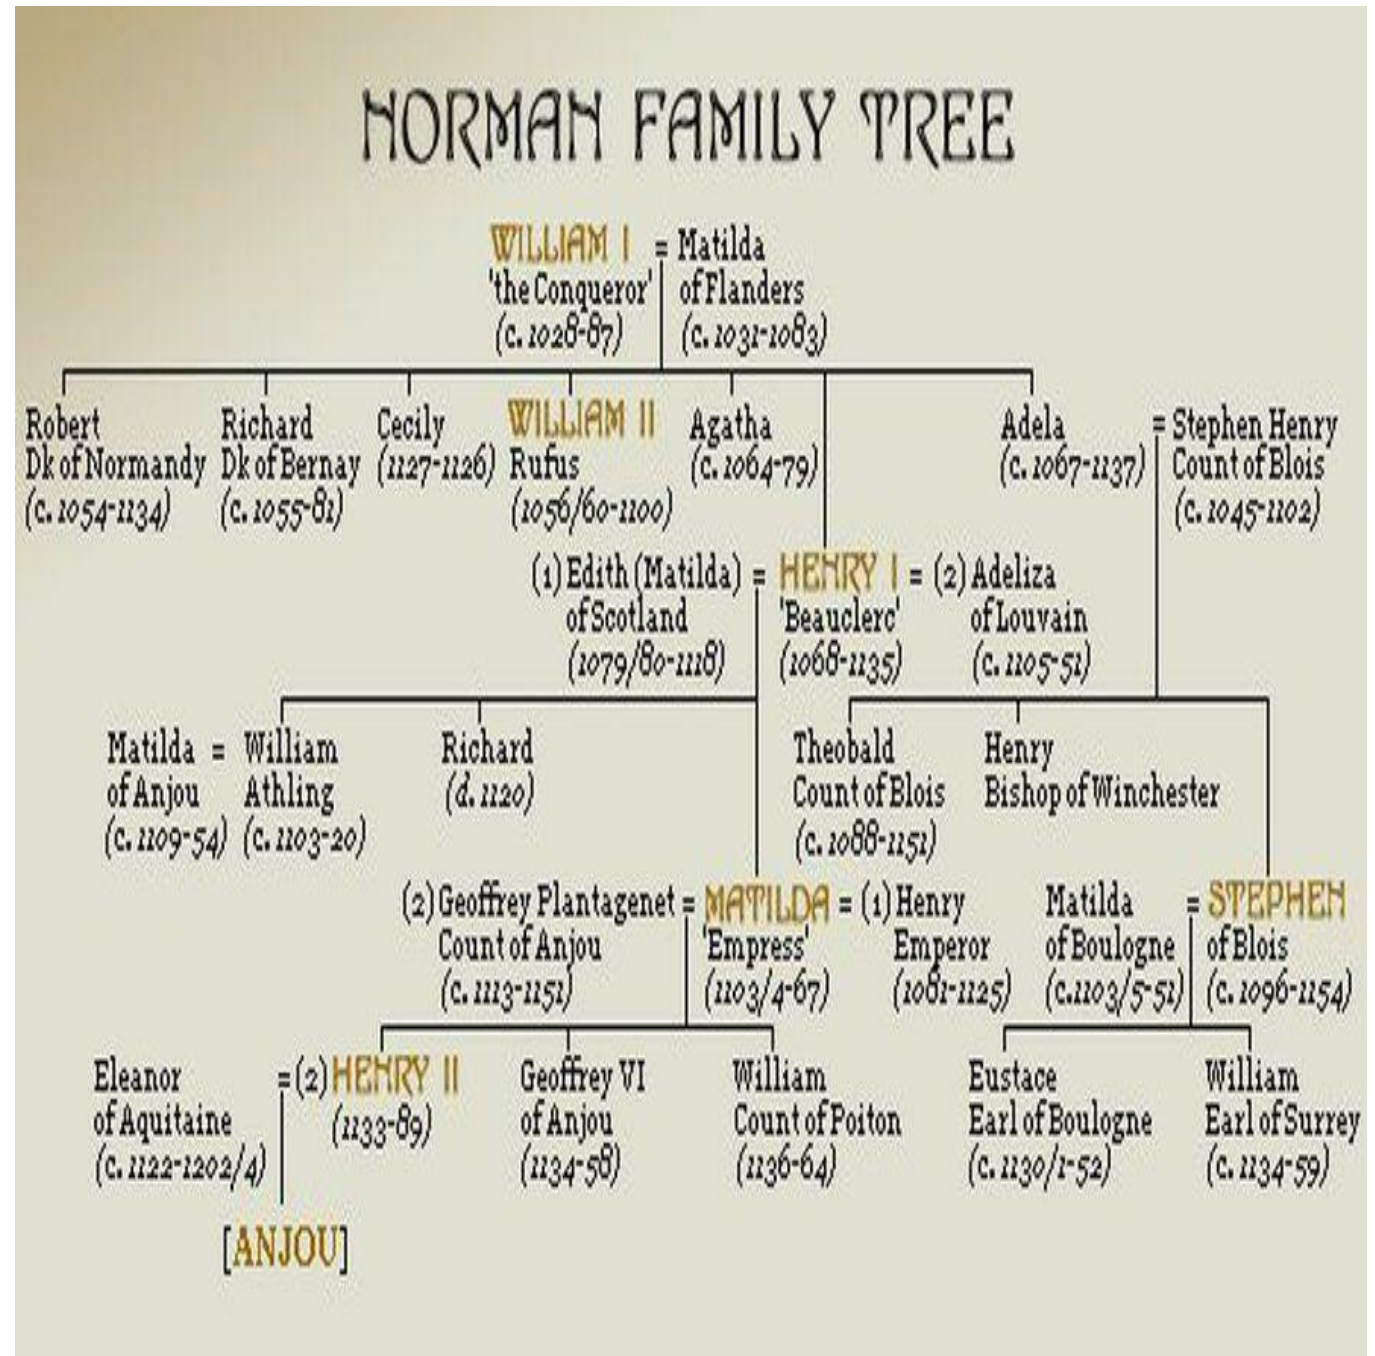 NORMAN FAMILY TREE
WILLIAM I = Matilda
'the Conqueror' of Flanders
(c. 1028-87) (c. 1031-1083)
Robert Richard Cecily WILLIAM II Agatha Adela = Stephen Henry
Dk of Normandy Dk of Bernay (1127-1126) Rufus (c. 1064-79) (c. 1067-1137) Count of Blois
(c. 1054-1134) (c. 1055-81) (1056/60-1100) (c. 1045-1102)
(1) Edith (Matilda) = HENRY I = (2) Adeliza
of Scotland 'Beauclerc' of Louvain
(1079/80-1118) (1068-1135) (c. 1105-51)
Matilda = William Richard Theobald Henry
of Anjou Athling (d. 1120) Count of Blois Bishop of Winchester
(c. 1109-54) (c. 1103-20) (c. 1088-1151)
(2) Geoffrey Plantagenet = MATILDA = (1) Henry Matilda = STEPHEN
Count of Anjou 'Empress' Emperor of Boulogne of Blois
(c. 1113-1151) (1103/4-67) (1081-1125) (c.1103/5-51) (c. 1096-1154)
Eleanor =(2) HENRY II Geoffrey VI William Eustace William
of Aquitaine (1133-89) of Anjou Count of Poiton Earl of Boulogne Earl of Surrey
(c. 1122-1202/4) (1134-58) (1136-64) (c. 1130/1-52) (c. 1134-59)
[ANJOU]